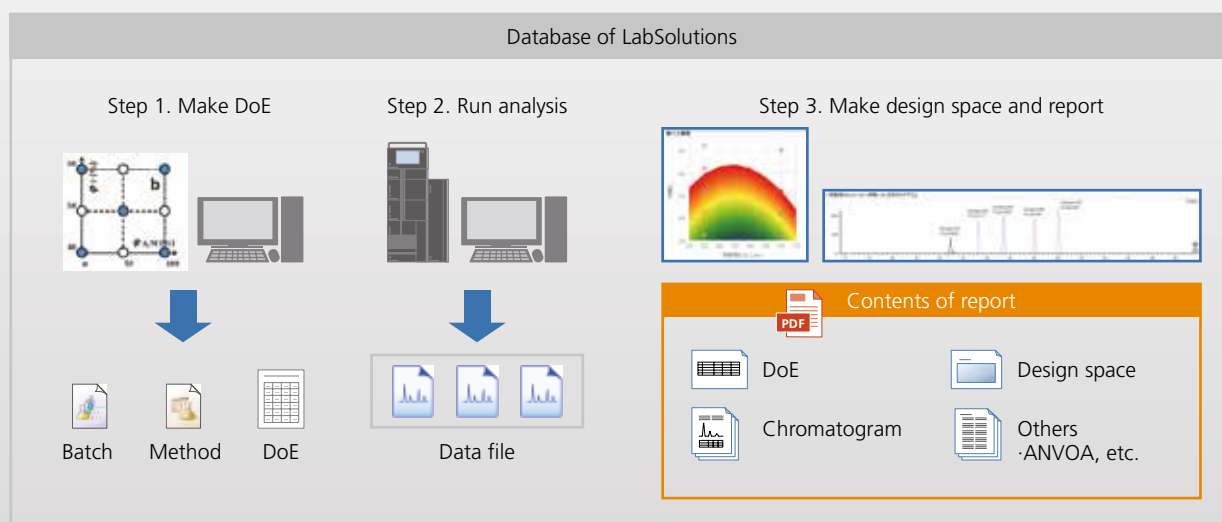 Database of LabSolutions
Step 1. Make DoE
Step 2. Run analysis
Step 3. Make design space and report
b
Batch
Method
DoE
Data file
PDF
Contents of report
DoE
Design space
Chromatogram
Others
·ANVOA, etc.